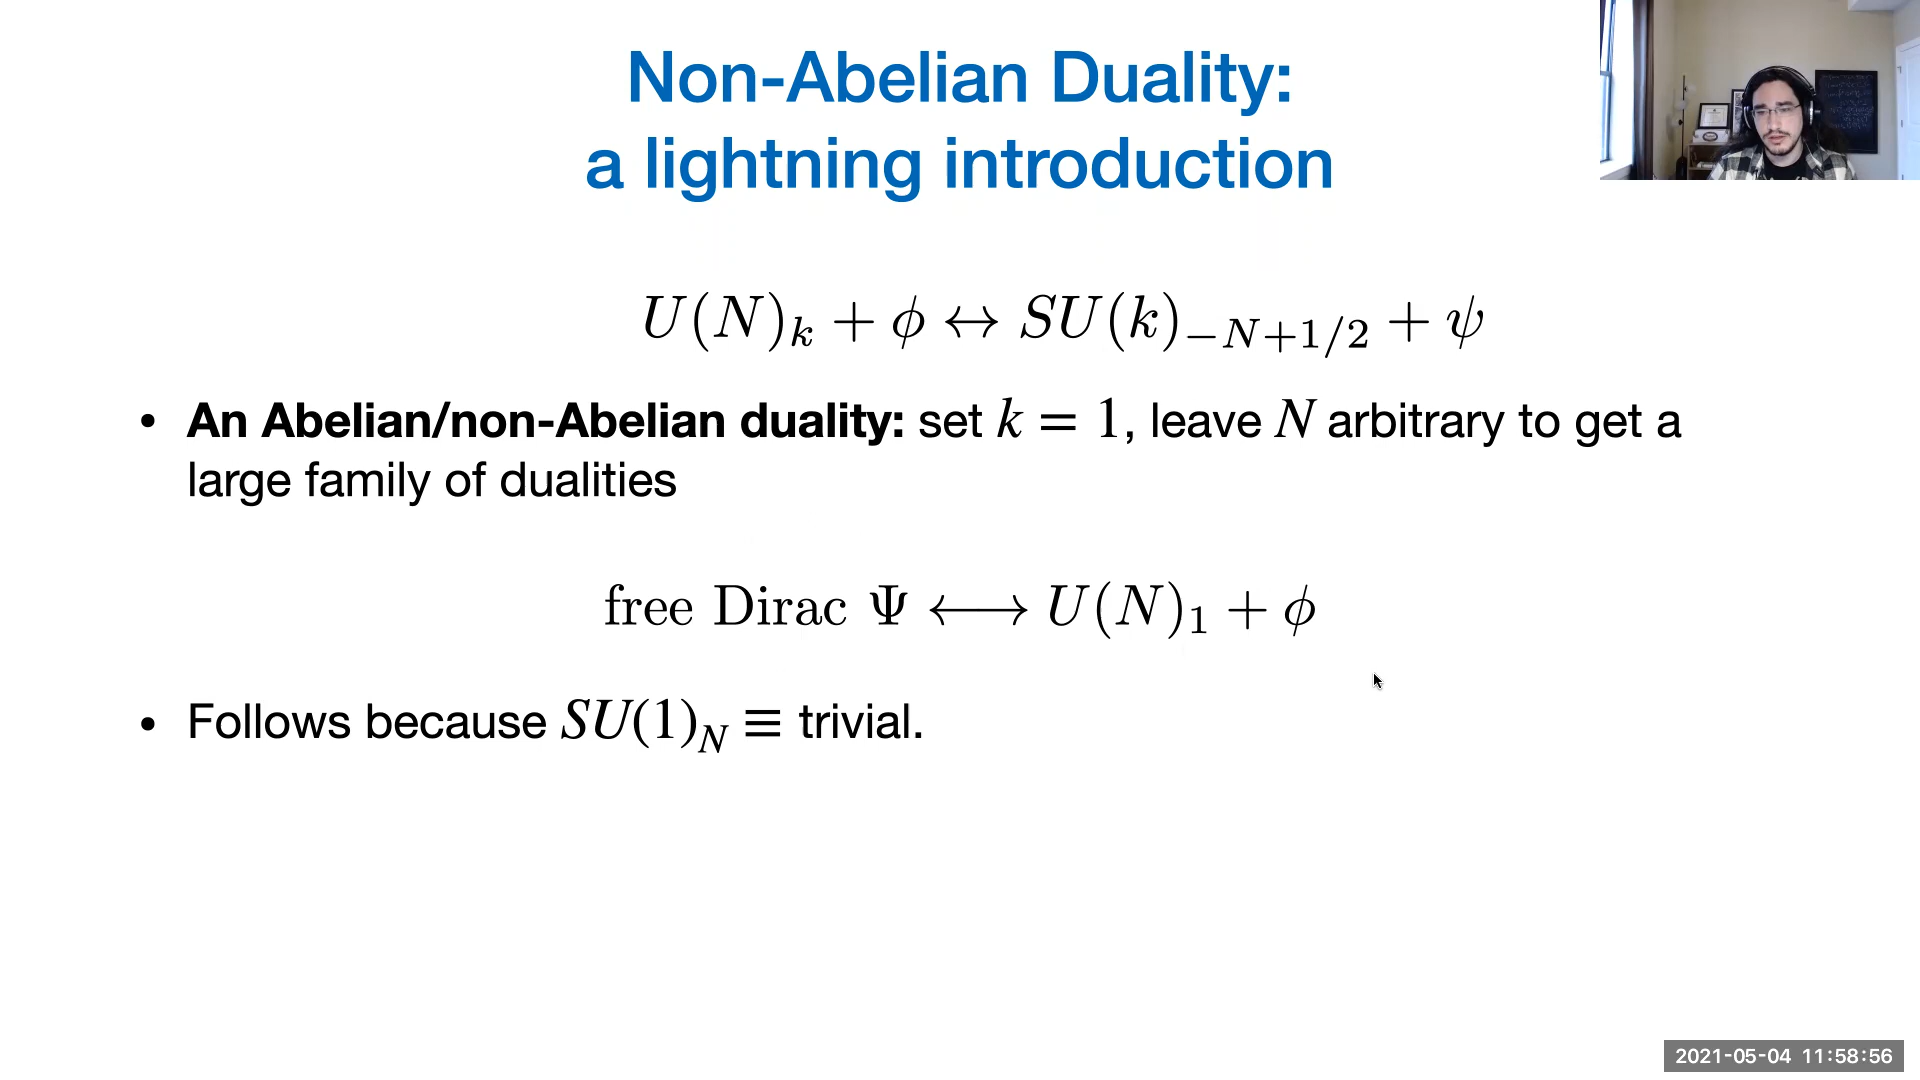 Non-Abelian Duality:
a lightning introduction
U(N)_k + ϕ ↔ SU(k)_{−N+1/2} + ψ
• An Abelian/non-Abelian duality: set k = 1, leave N arbitrary to get a
large family of dualities
free Dirac Ψ ⟷ U(N)_1 + ϕ
• Follows because SU(1)_N ≡ trivial.
2021-05-04 11:58:56